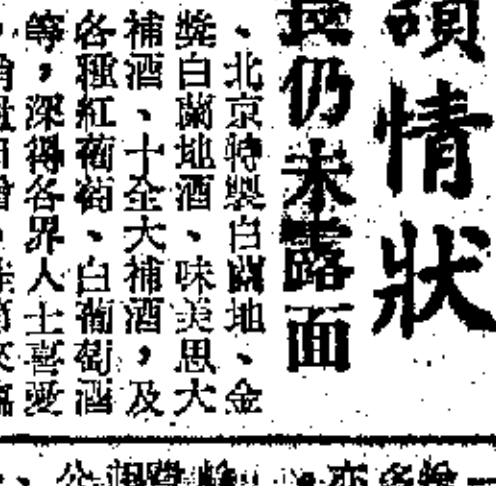 情狀
仍未露面
、北京特製白蘭地、金
獎白蘭地酒、味美思大
補酒、十全大補酒，及
各種紅葡萄、白葡萄酒
等，深得各界人士喜愛